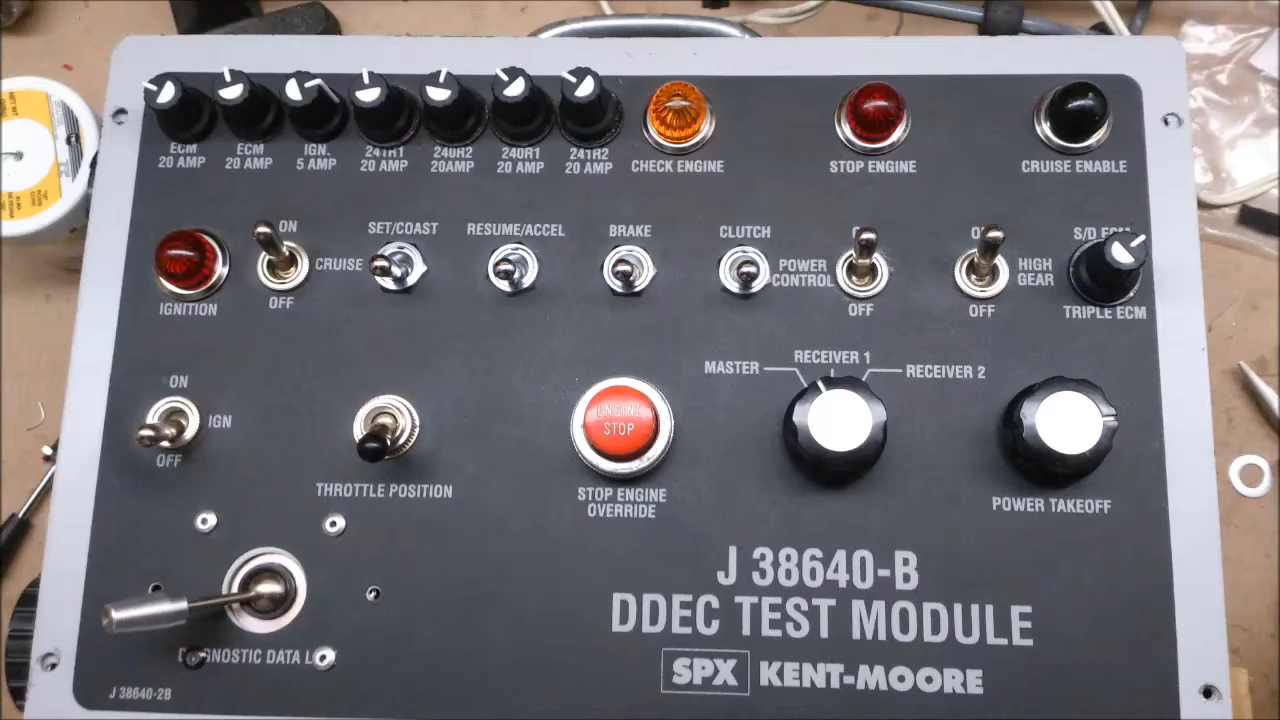 ECM
20 AMP
ECM
20 AMP
IGN.
5 AMP
241R1
20 AMP
240R2
20AMP
240R1
20 AMP
241R2
20 AMP
CHECK ENGINE
STOP ENGINE
CRUISE ENABLE
IGNITION
ON
CRUISE
OFF
SET/COAST
RESUME/ACCEL
BRAKE
CLUTCH
POWER
CONTROL
OFF
HIGH
GEAR
OFF
S/D
TRIPLE ECM
ON
IGN
OFF
THROTTLE POSITION
ENGINE
STOP
STOP ENGINE
OVERRIDE
MASTER
RECEIVER 1
RECEIVER 2
POWER TAKEOFF
J 38640-B
DDEC TEST MODULE
SPX KENT-MOORE
DATA
J 38640-2B